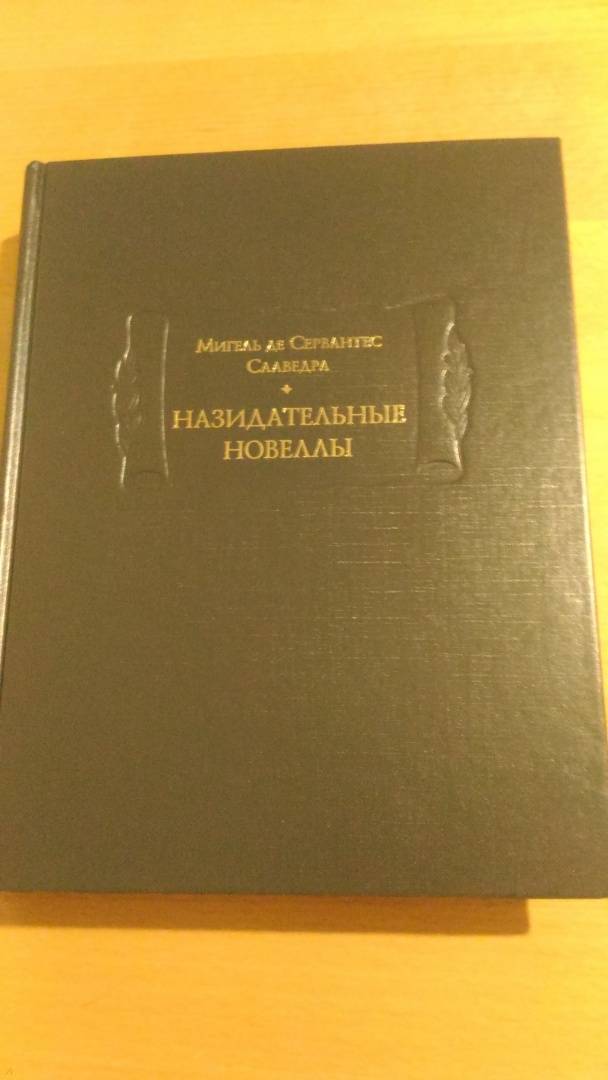 Мигель де Сервантес
Сааведра
НАЗИДАТЕЛЬНЫЕ
НОВЕЛЛЫ